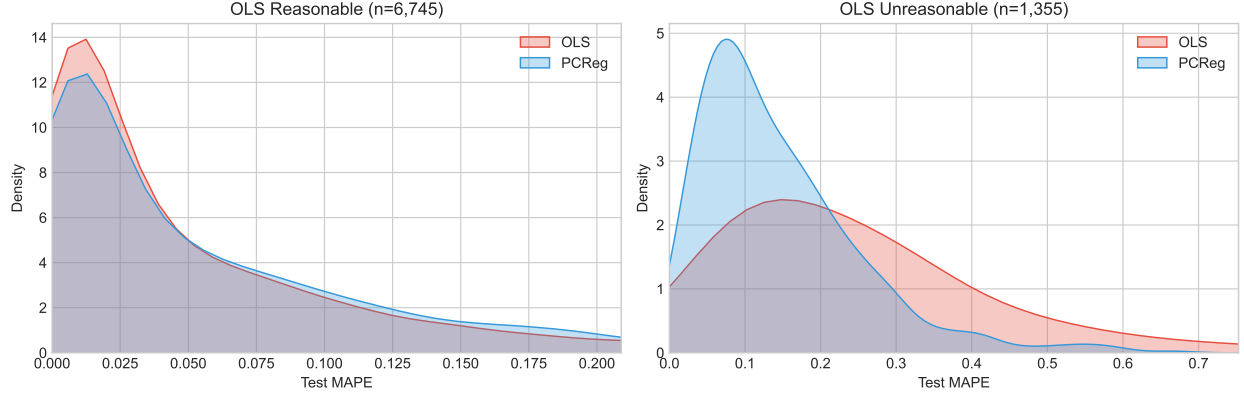 OLS Reasonable (n=6,745)
14
12
10
8
6
4
2
0
Density
0.000 0.025 0.050 0.075 0.100 0.125 0.150 0.175 0.200
Test MAPE
OLS
PCReg
OLS Unreasonable (n=1,355)
5
4
3
2
1
0
Density
0.0 0.1 0.2 0.3 0.4 0.5 0.6 0.7
Test MAPE
OLS
PCReg